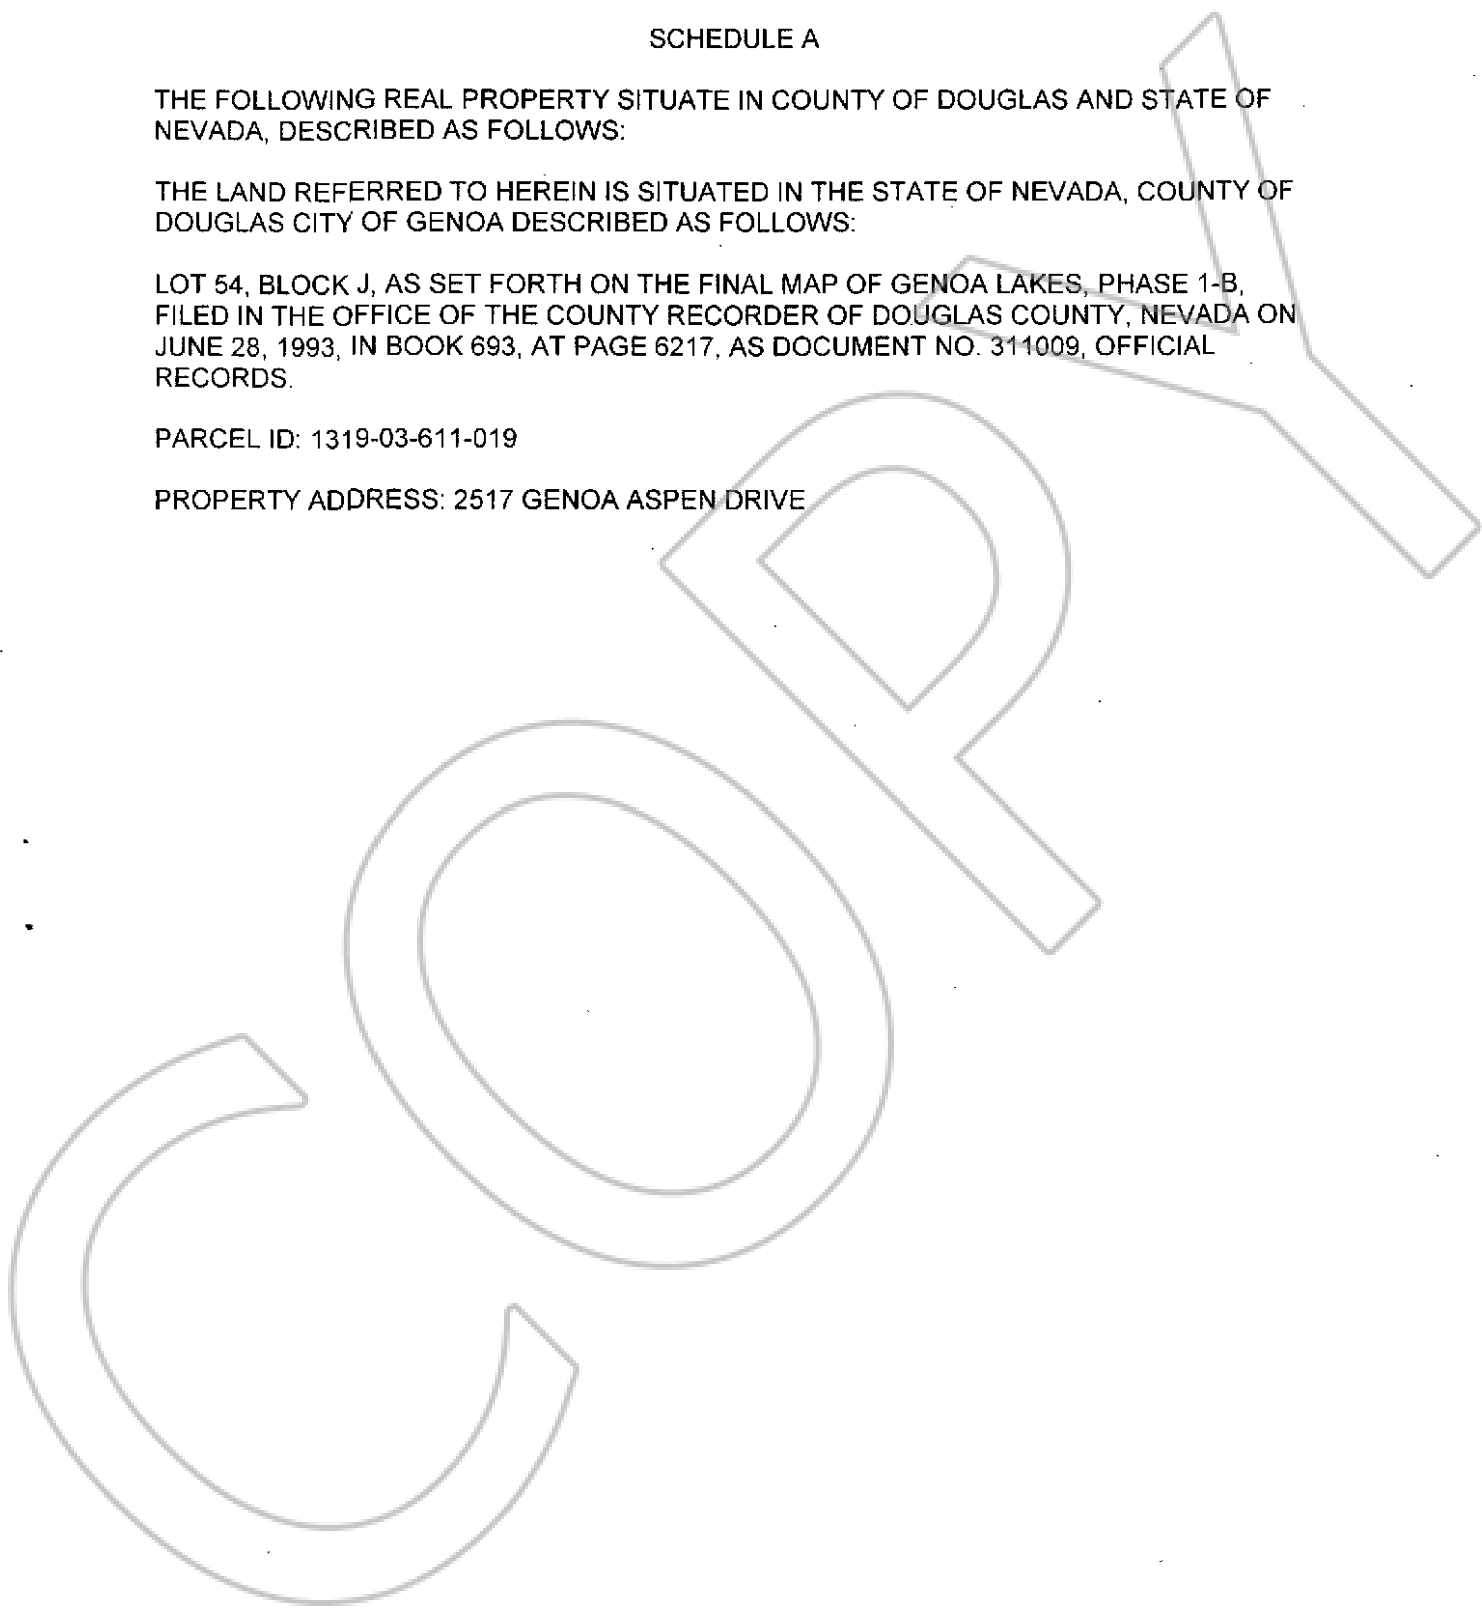 SCHEDULE A
THE FOLLOWING REAL PROPERTY SITUATE IN COUNTY OF DOUGLAS AND STATE OF
NEVADA, DESCRIBED AS FOLLOWS:
THE LAND REFERRED TO HEREIN IS SITUATED IN THE STATE OF NEVADA, COUNTY OF
DOUGLAS CITY OF GENOA DESCRIBED AS FOLLOWS:
LOT 54, BLOCK J, AS SET FORTH ON THE FINAL MAP OF GENOA LAKES, PHASE 1-B,
FILED IN THE OFFICE OF THE COUNTY RECORDER OF DOUGLAS COUNTY, NEVADA ON
JUNE 28, 1993, IN BOOK 693, AT PAGE 6217, AS DOCUMENT NO. 311009, OFFICIAL
RECORDS.
PARCEL ID: 1319-03-611-019
PROPERTY ADDRESS: 2517 GENOA ASPEN DRIVE
COPY